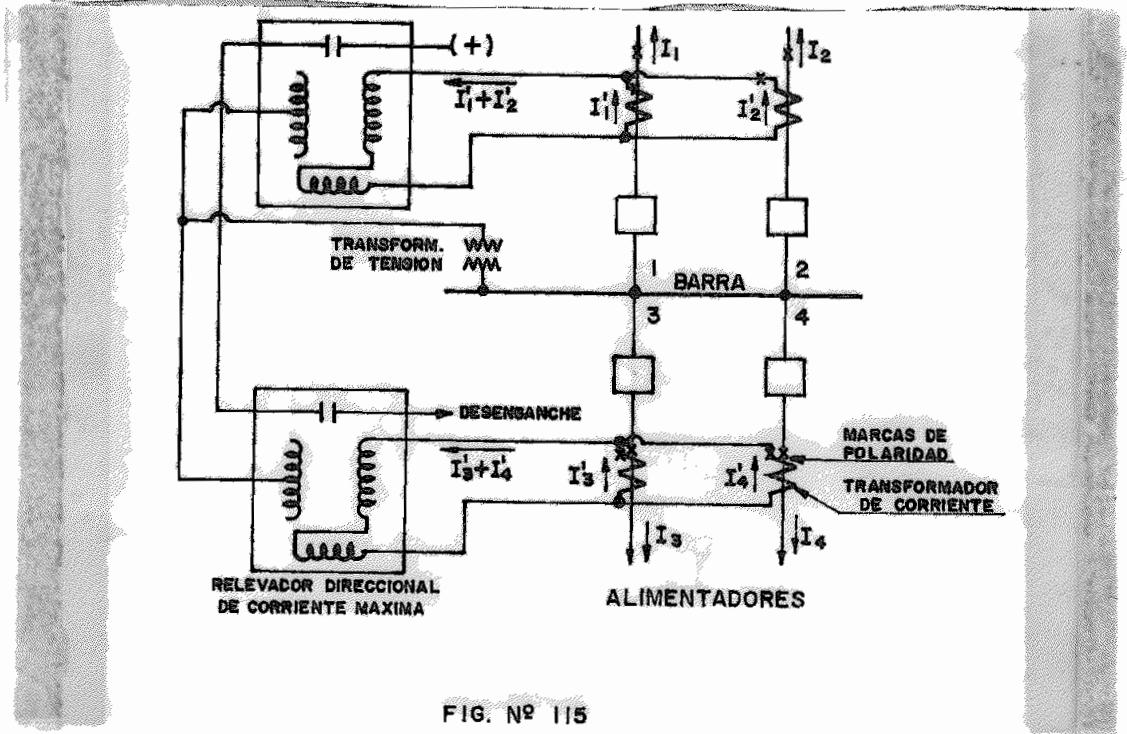 (+)
I₁
I₂
I'₁+I'₂
I'₁
I'₂
TRANSFORM.
DE TENSION
1
BARRA
2
3
4
DESENGANCHE
I'₃+I'₄
I'₃
I'₄
MARCAS DE
POLARIDAD
TRANSFORMADOR
DE CORRIENTE
I₃
I₄
RELEVADOR DIRECCIONAL
DE CORRIENTE MAXIMA
ALIMENTADORES
FIG. Nº 115